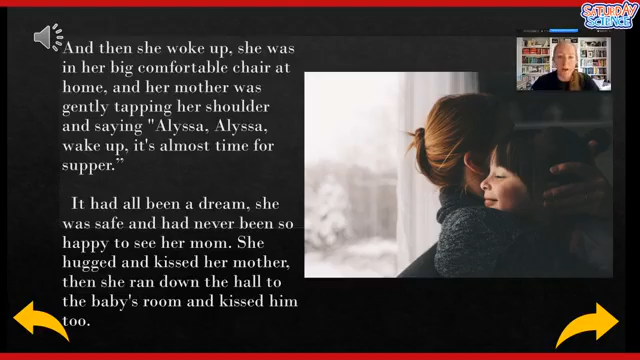 SATURDAY
SCIENCE
And then she woke up, she was
in her big comfortable chair at
home, and her mother was
gently tapping her shoulder
and saying "Alyssa, Alyssa,
wake up, it's almost time for
supper.”
It had all been a dream, she
was safe and had never been so
happy to see her mom. She
hugged and kissed her mother,
then she ran down the hall to
the baby's room and kissed him
too.